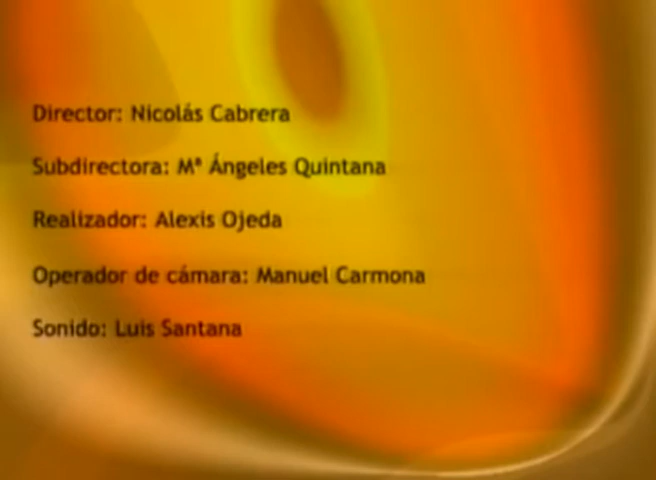 Director: Nicolás Cabrera
Subdirectora: Mª Ángeles Quintana
Realizador: Alexis Ojeda
Operador de cámara: Manuel Carmona
Sonido: Luis Santana